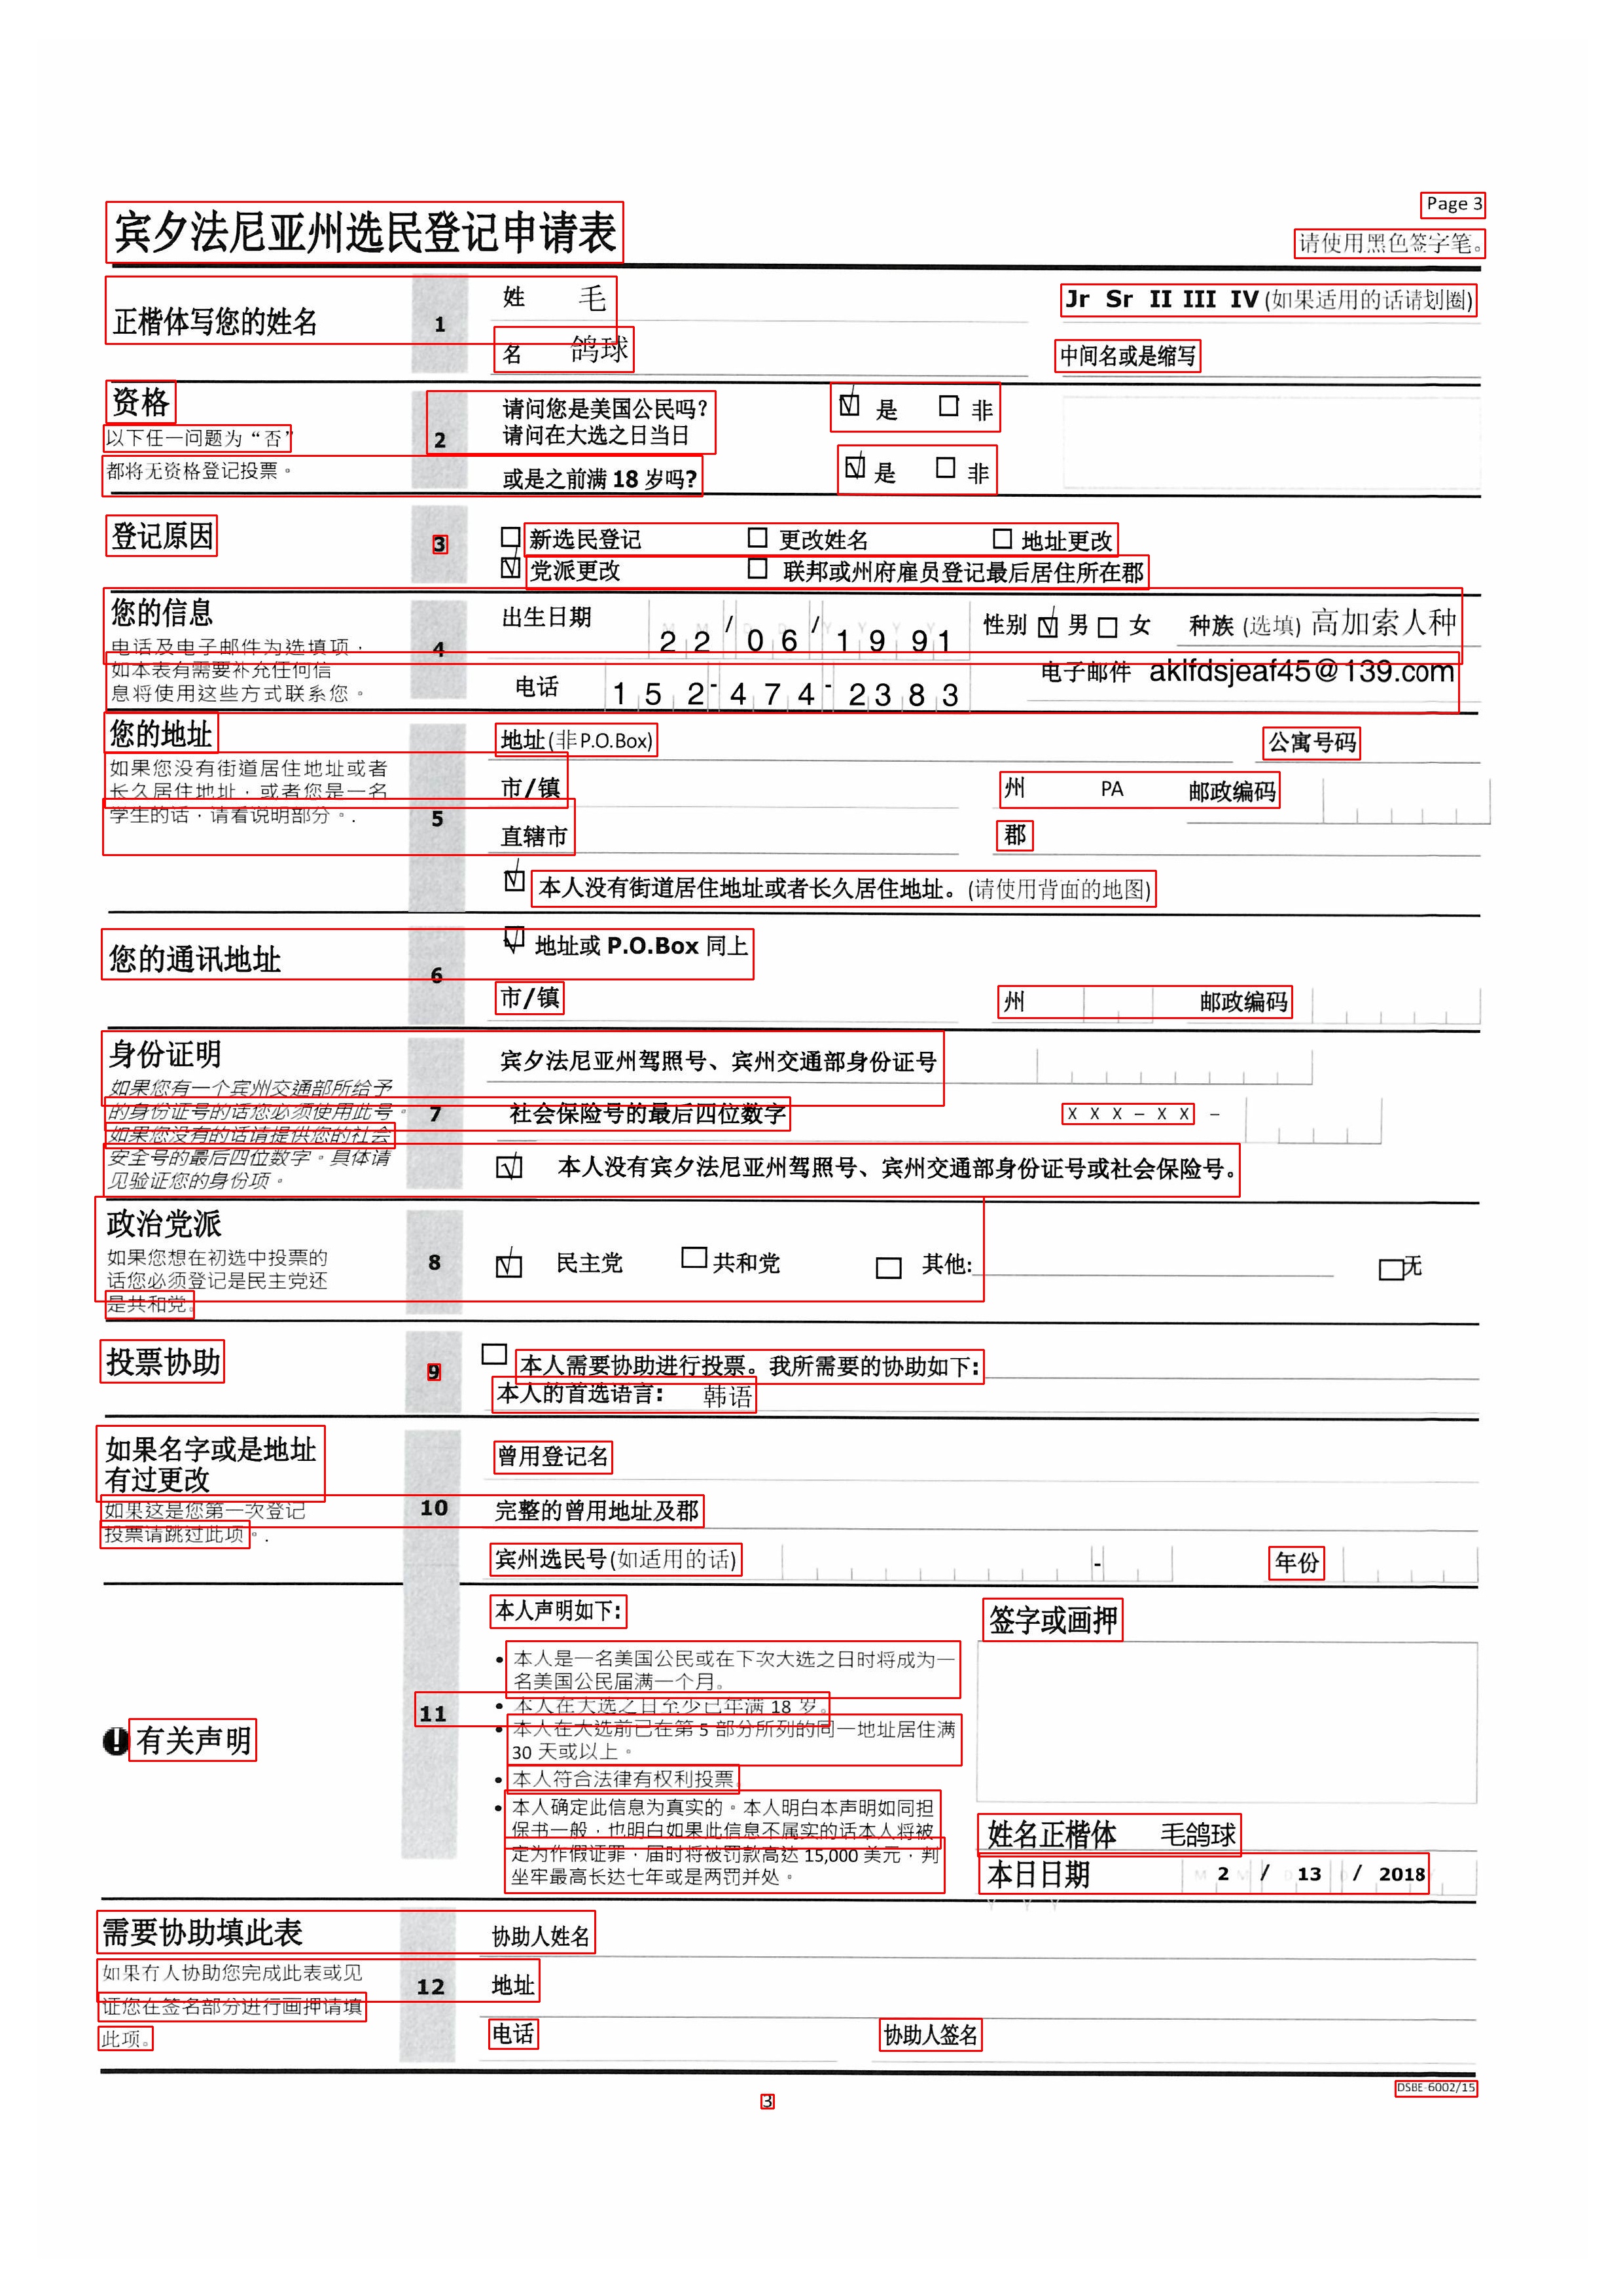 Page 3
宾夕法尼亚州选民登记申请表
请使用黑色签字笔。
正楷体写您的姓名
1
姓 毛
Jr Sr II III IV (如果适用的话请划圈)
名 鸽球
中间名或是缩写
资格
以下任一问题为“否”
都将无资格登记投票。
2
请问您是美国公民吗?
是 非
请问在大选之日当日
或是之前满 18 岁吗?
是 非
登记原因
3
新选民登记 更改姓名 地址更改
党派更改 联邦或州府雇员登记最后居住所在郡
您的信息
电话及电子邮件为选填项，
如本表有需要补充任何信
息将使用这些方式联系您。
4
出生日期 22/06/1991 性别 男 女 种族 (选填) 高加索人种
电话 152-474-2383 电子邮件 aklfdsjeaf45@139.com
您的地址
如果您没有街道居住地址或者
长久居住地址，或者您是一名
学生的话，请看说明部分。.
5
地址(非P.O.Box) 公寓号码
市/镇 州 PA 邮政编码
直辖市 郡
本人没有街道居住地址或者长久居住地址。(请使用背面的地图)
您的通讯地址
6
地址或 P.O.Box 同上
市/镇 州 邮政编码
身份证明
如果您有一个宾州交通部所给予
的身份证号的话您必须使用此号。
如果您没有的话请提供您的社会
安全号的最后四位数字。具体请
见验证您的身份项。
7
宾夕法尼亚州驾照号、宾州交通部身份证号
社会保险号的最后四位数字 X X X – X X –
本人没有宾夕法尼亚州驾照号、宾州交通部身份证号或社会保险号。
政治党派
如果您想在初选中投票的
话您必须登记是民主党还
是共和党。
8
民主党 共和党 其他: 无
投票协助
9
本人需要协助进行投票。我所需要的协助如下:
本人的首选语言: 韩语
如果名字或是地址
有过更改
如果这是您第一次登记
投票请跳过此项。.
10
曾用登记名
完整的曾用地址及郡
宾州选民号(如适用的话) - 年份
有关声明
11
本人声明如下:
• 本人是一名美国公民或在下次大选之日时将成为一
名美国公民届满一个月。
• 本人在大选之日至少已年满 18 岁。
• 本人在大选前已在第 5 部分所列的同一地址居住满
30 天或以上。
• 本人符合法律有权利投票。
• 本人确定此信息为真实的。本人明白本声明如同担
保书一般，也明白如果此信息不属实的话本人将被
定为作假证罪，届时将被罚款高达 15,000 美元，判
坐牢最高长达七年或是两罚并处。
签字或画押
姓名正楷体 毛鸽球
本日日期 2 / 13 / 2018
需要协助填此表
如果有人协助您完成此表或见
证您在签名部分进行画押请填
此项。
12
协助人姓名
地址
电话 协助人签名
DSBE-6002/15
3